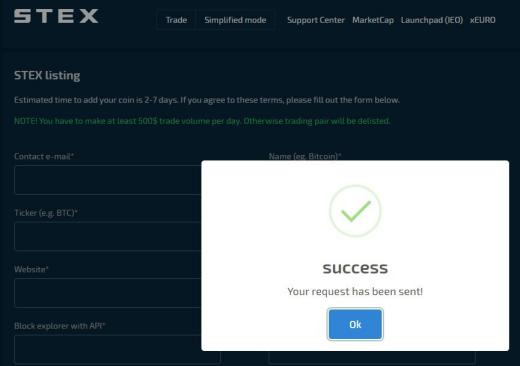 STEX
Trade Simplified mode Support Center MarketCap Launchpad (IEO) xEURO
STEX listing
Estimated time to add your coin is 2-7 days. If you agree to these terms, please fill out the form below.
NOTE! You have to make at least 500$ trade volume per day. Otherwise trading pair will be delisted.
Contact e-mail* Name (eg. Bitcoin)*
Ticker (e.g. BTC)*
Website*
Block explorer with API*
success
Your request has been sent!
Ok